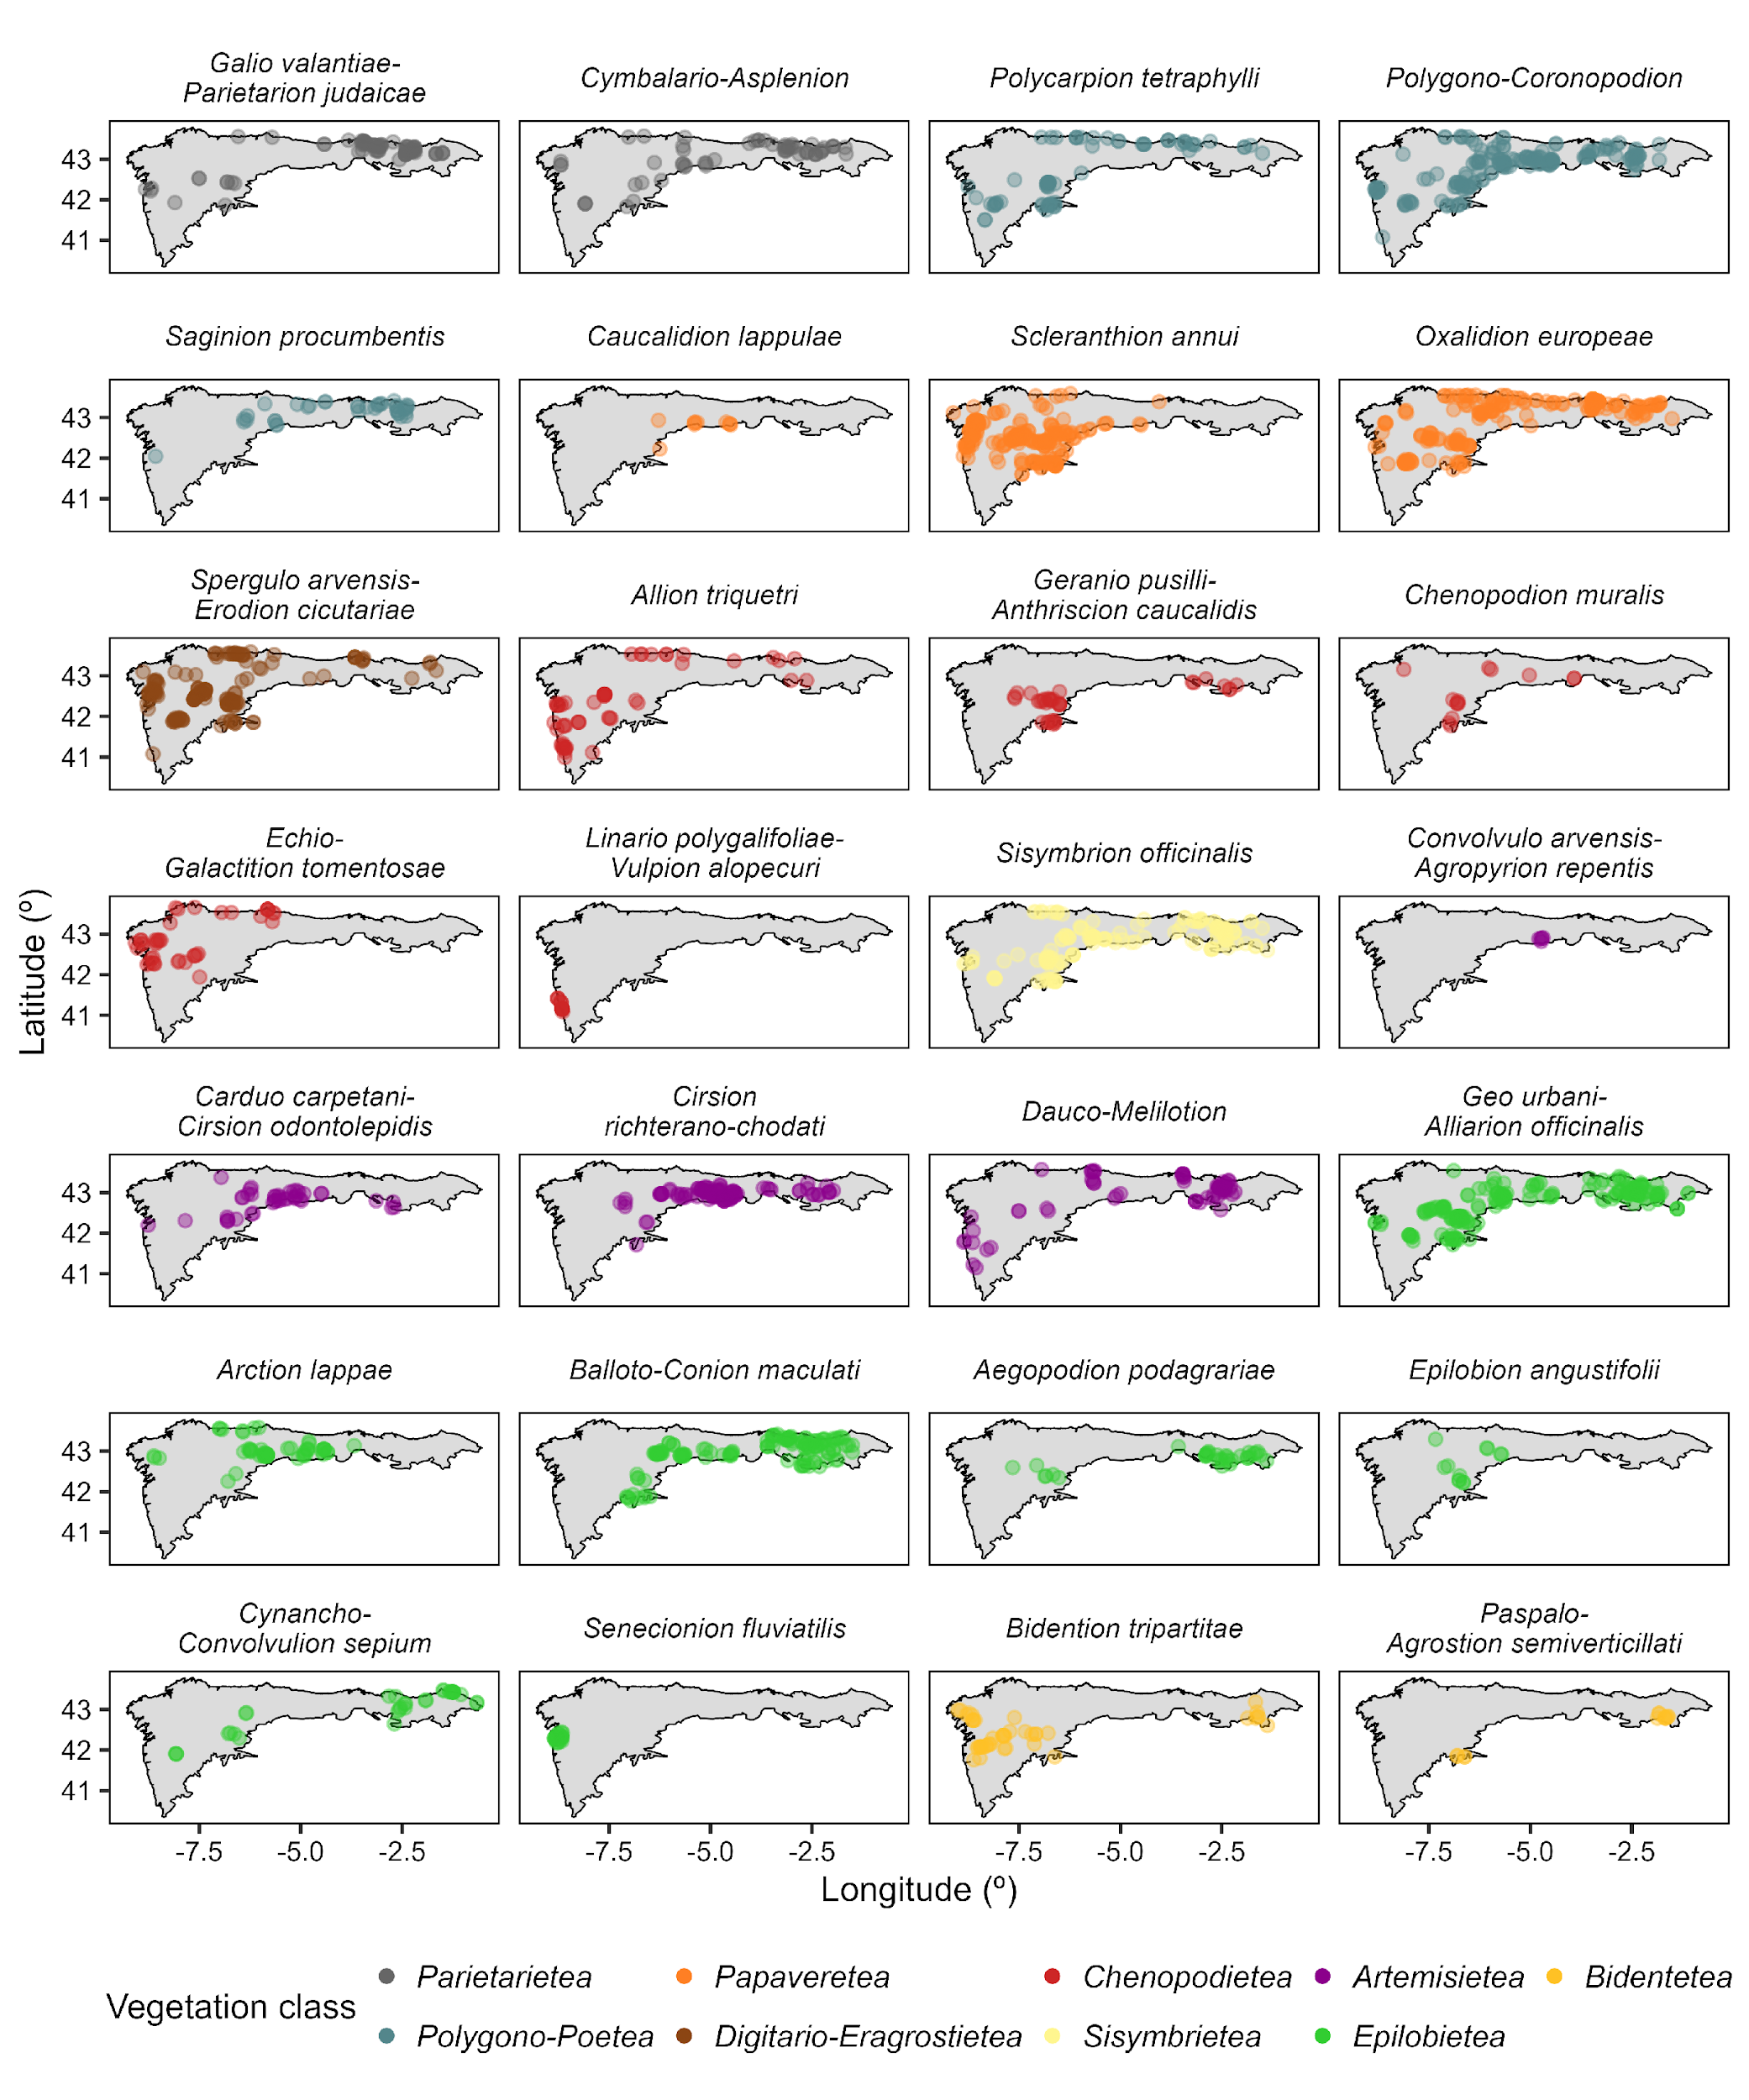 Galio valantiae-
Parietarion judaicae
Cymbalario-Asplenion
Polycarpion tetraphylli
Polygono-Coronopodion
43
42
41
Saginion procumbentis
Caucalidion lappulae
Scleranthion annui
Oxalidion europeae
43
42
41
Spergulo arvensis-
Erodion cicutariae
Allion triquetri
Geranio pusilli-
Anthriscion caucalidis
Chenopodion muralis
43
42
41
Echio-
Galactition tomentosae
Linario polygalifoliae-
Vulpion alopecuri
Sisymbrion officinalis
Convolvulo arvensis-
Agropyrion repentis
43
42
41
Latitude (º)
Carduo carpetani-
Cirsion odontolepidis
Cirsion
richterano-chodati
Dauco-Melilotion
Geo urbani-
Alliarion officinalis
43
42
41
Arction lappae
Balloto-Conion maculati
Aegopodion podagrariae
Epilobion angustifolii
43
42
41
Cynancho-
Convolvulion sepium
Senecionion fluviatilis
Bidention tripartitae
Paspalo-
Agrostion semiverticillati
43
42
41
-7.5 -5.0 -2.5 -7.5 -5.0 -2.5 -7.5 -5.0 -2.5 -7.5 -5.0 -2.5
Longitude (º)
Vegetation class
Parietarietea Papaveretea Chenopodietea Artemisietea Bidentetea
Polygono-Poetea Digitario-Eragrostietea Sisymbrietea Epilobietea